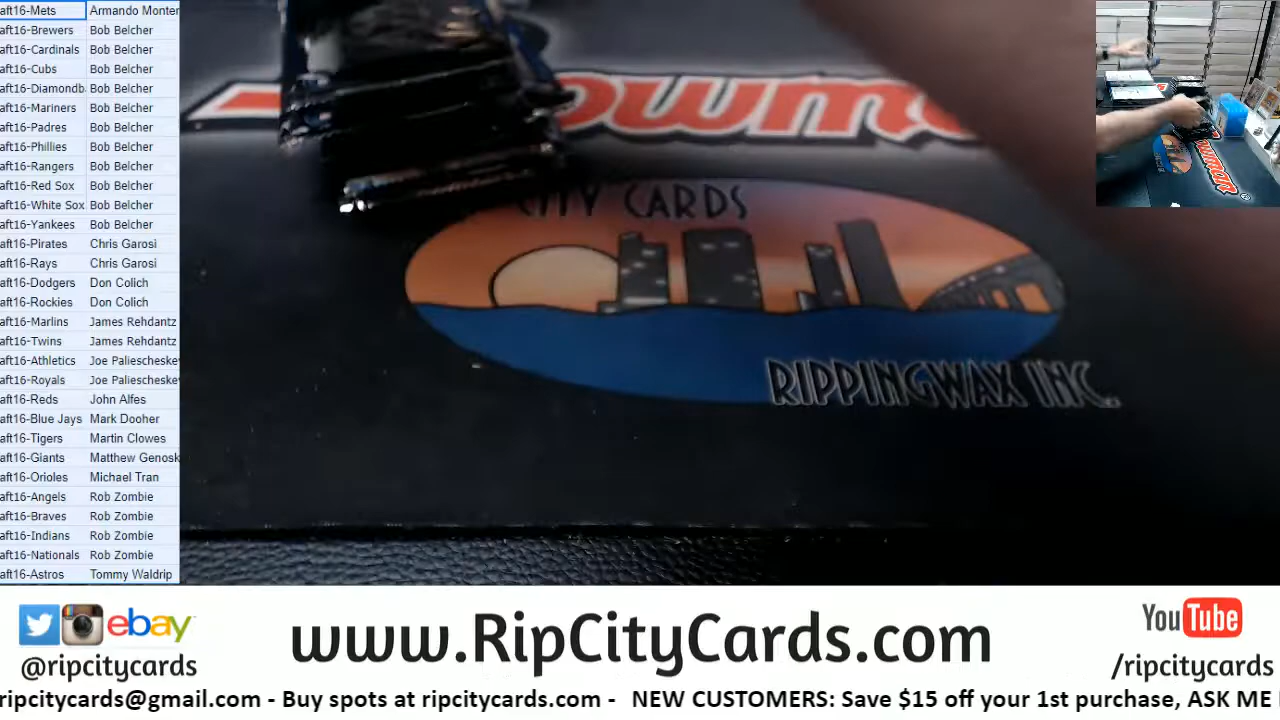 aft16-Mets Armando Monter
aft16-Brewers Bob Belcher
aft16-Cardinals Bob Belcher
aft16-Cubs Bob Belcher
aft16-Diamondb Bob Belcher
aft16-Mariners Bob Belcher
aft16-Padres Bob Belcher
aft16-Phillies Bob Belcher
aft16-Rangers Bob Belcher
aft16-Red Sox Bob Belcher
aft16-White Sox Bob Belcher
aft16-Yankees Bob Belcher
aft16-Pirates Chris Garosi
aft16-Rays Chris Garosi
aft16-Dodgers Don Colich
aft16-Rockies Don Colich
aft16-Marlins James Rehdantz
aft16-Twins James Rehdantz
aft16-Athletics Joe Paliescheskey
aft16-Royals Joe Paliescheskey
aft16-Reds John Alfes
aft16-Blue Jays Mark Dooher
aft16-Tigers Martin Clowes
aft16-Giants Matthew Genosk
aft16-Orioles Michael Tran
aft16-Angels Rob Zombie
aft16-Braves Rob Zombie
aft16-Indians Rob Zombie
aft16-Nationals Rob Zombie
aft16-Astros Tommy Waldrip
owm
CITY CARDS
RIPPINGWAX INC.
owman
ebay
@ripcitycards
www.RipCityCards.com
YouTube
/ripcitycards
ripcitycards@gmail.com - Buy spots at ripcitycards.com - NEW CUSTOMERS: Save $15 off your 1st purchase, ASK ME